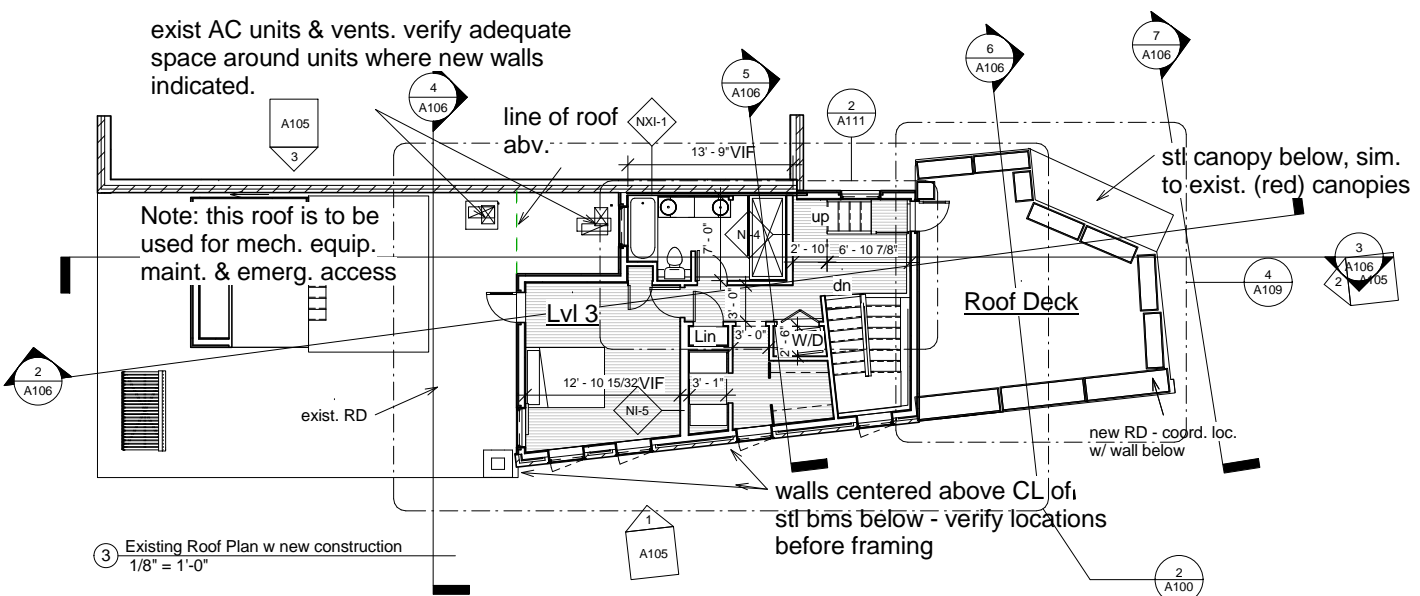 exist AC units & vents. verify adequate
space around units where new walls
indicated.
4
A106
line of roof
abv.
A105
3
NXI-1
13' - 9"VIF
5
A106
2
A111
6
A106
7
A106
stl canopy below, sim.
to exist. (red) canopies
Note: this roof is to be
used for mech. equip.
maint. & emerg. access
7' - 0"
NI-4
up
2' - 10"
6' - 10 7/8"
dn
3' - 0"
Lvl 3
Roof Deck
4
A109
3
A106
2
A105
2
A106
Lin
3' - 0"
2' - 6"
W/D
12' - 10 15/32"VIF
3' - 1"
NI-5
exist. RD
new RD - coord. loc.
w/ wall below
walls centered above CL of
stl bms below - verify locations
before framing
1
A105
3
Existing Roof Plan w new construction
1/8" = 1'-0"
2
A100